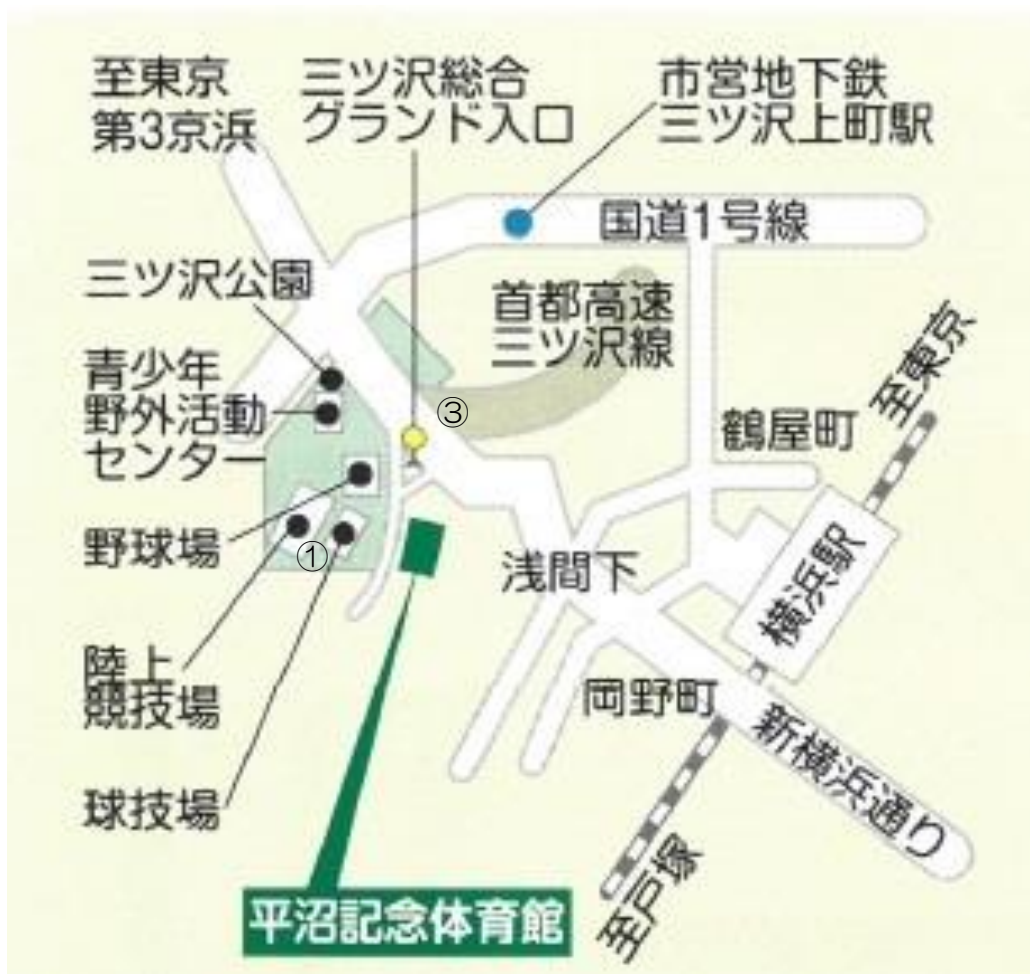 至東京
第3京浜
三ツ沢総合
グランド入口
市営地下鉄
三ツ沢上町駅
国道1号線
三ツ沢公園
首都高速
三ツ沢線
至東京
青少年
野外活動
センター
③
鶴屋町
野球場
①
浅間下
横浜駅
陸上
競技場
岡野町
新横浜通り
球技場
至戸塚
平沼記念体育館